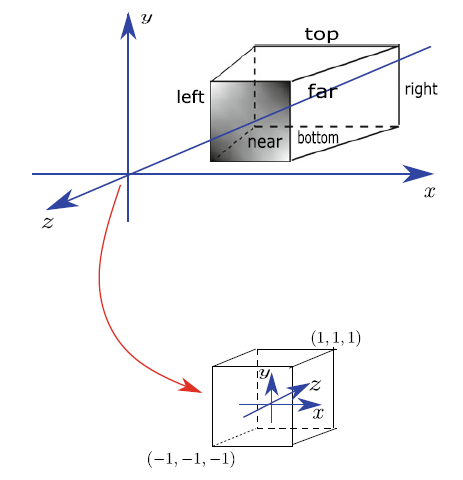 y
top
left
far
right
near
bottom
x
z
(1, 1, 1)
y
z
x
(−1, −1, −1)